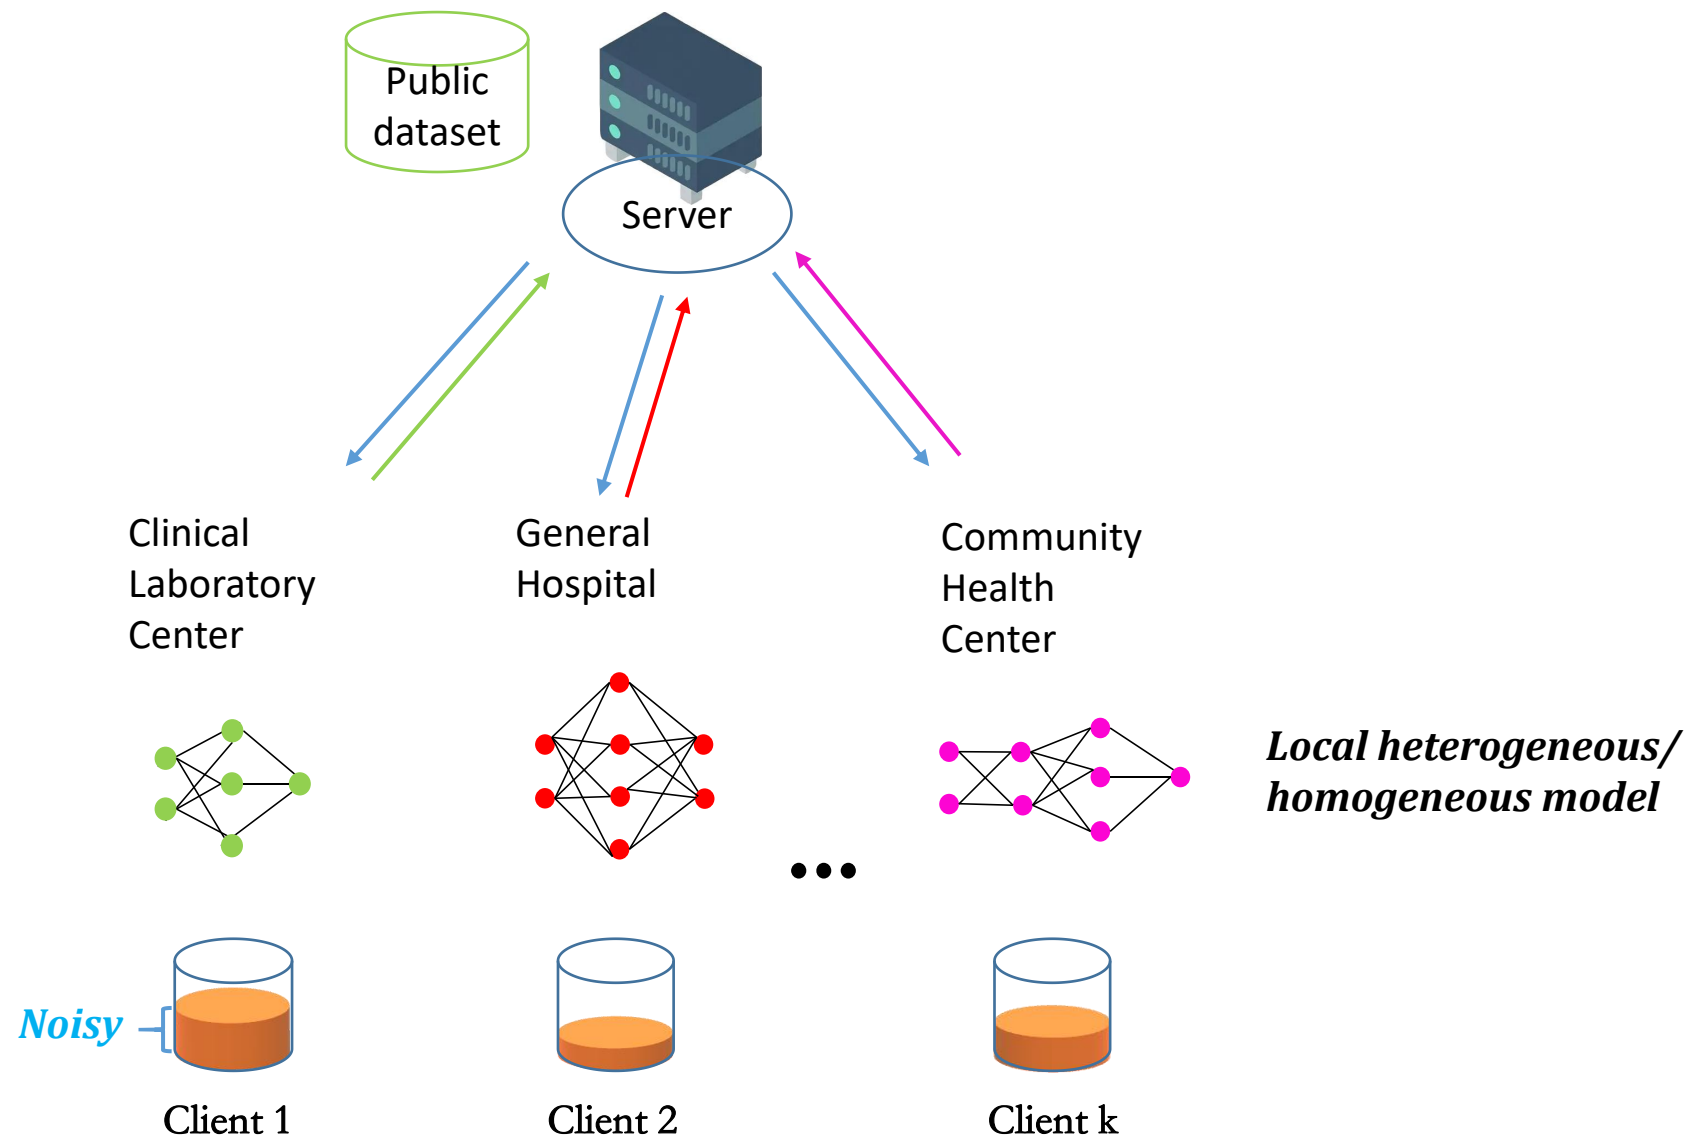 Public
dataset
Server
Clinical
Laboratory
Center
General
Hospital
Community
Health
Center
Local heterogeneous/
homogeneous model
Noisy
Client 1
Client 2
Client k